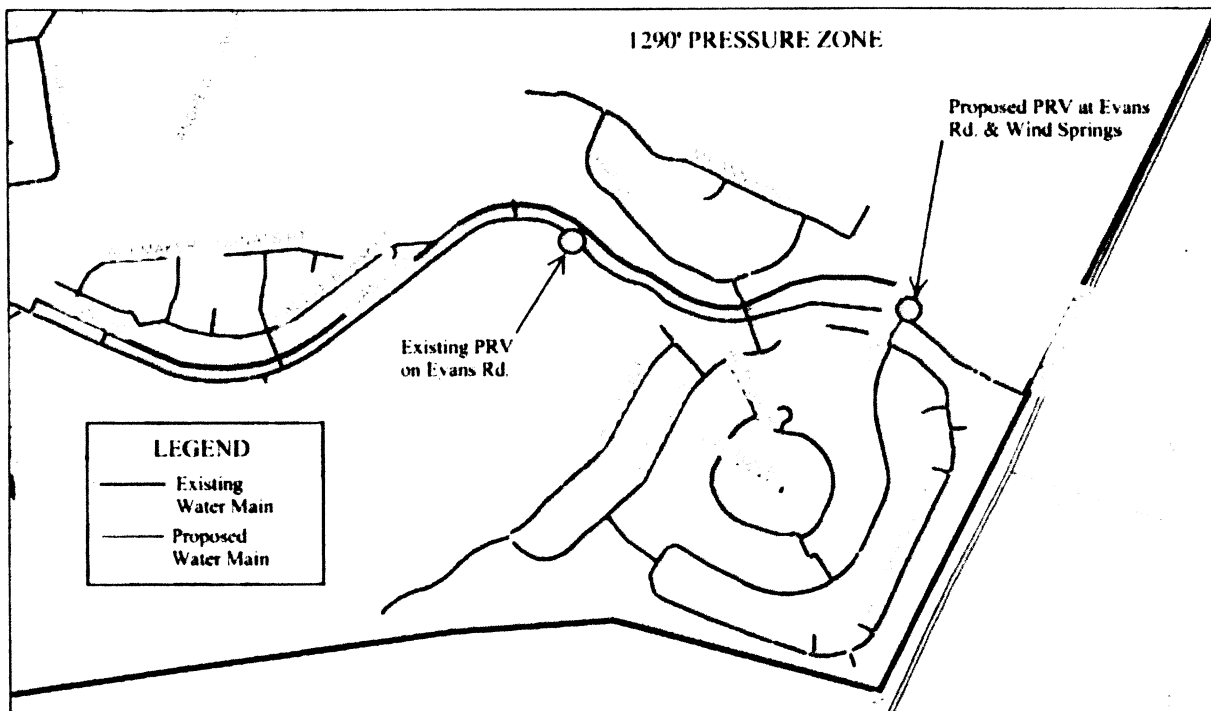 1290' PRESSURE ZONE
Proposed PRV at Evans
Rd. & Wind Springs
Existing PRV
on Evans Rd.
LEGEND
Existing
Water Main
Proposed
Water Main